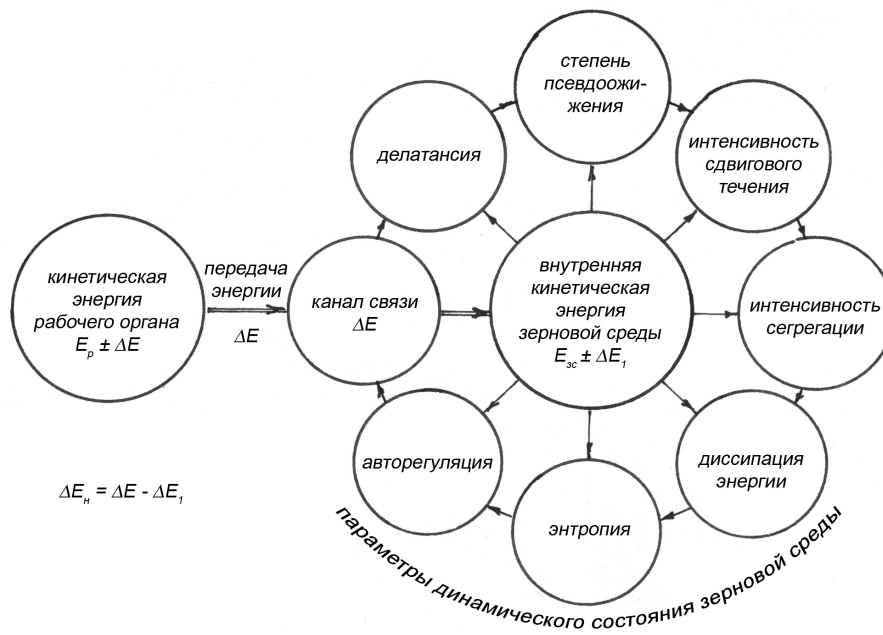 степень
псевдоожи-
жения
делатансия
интенсивность
сдвигового
течения
кинетическая
энергия
рабочего органа
Eр ± ΔE
передача
энергии
ΔE
канал связи
ΔE
внутренняя
кинетическая
энергия
зерновой среды
Eзс ± ΔE1
интенсивность
сегрегации
авторегуляция
диссипация
энергии
энтропия
ΔEн = ΔE - ΔE1
параметры динамического состояния зерновой среды